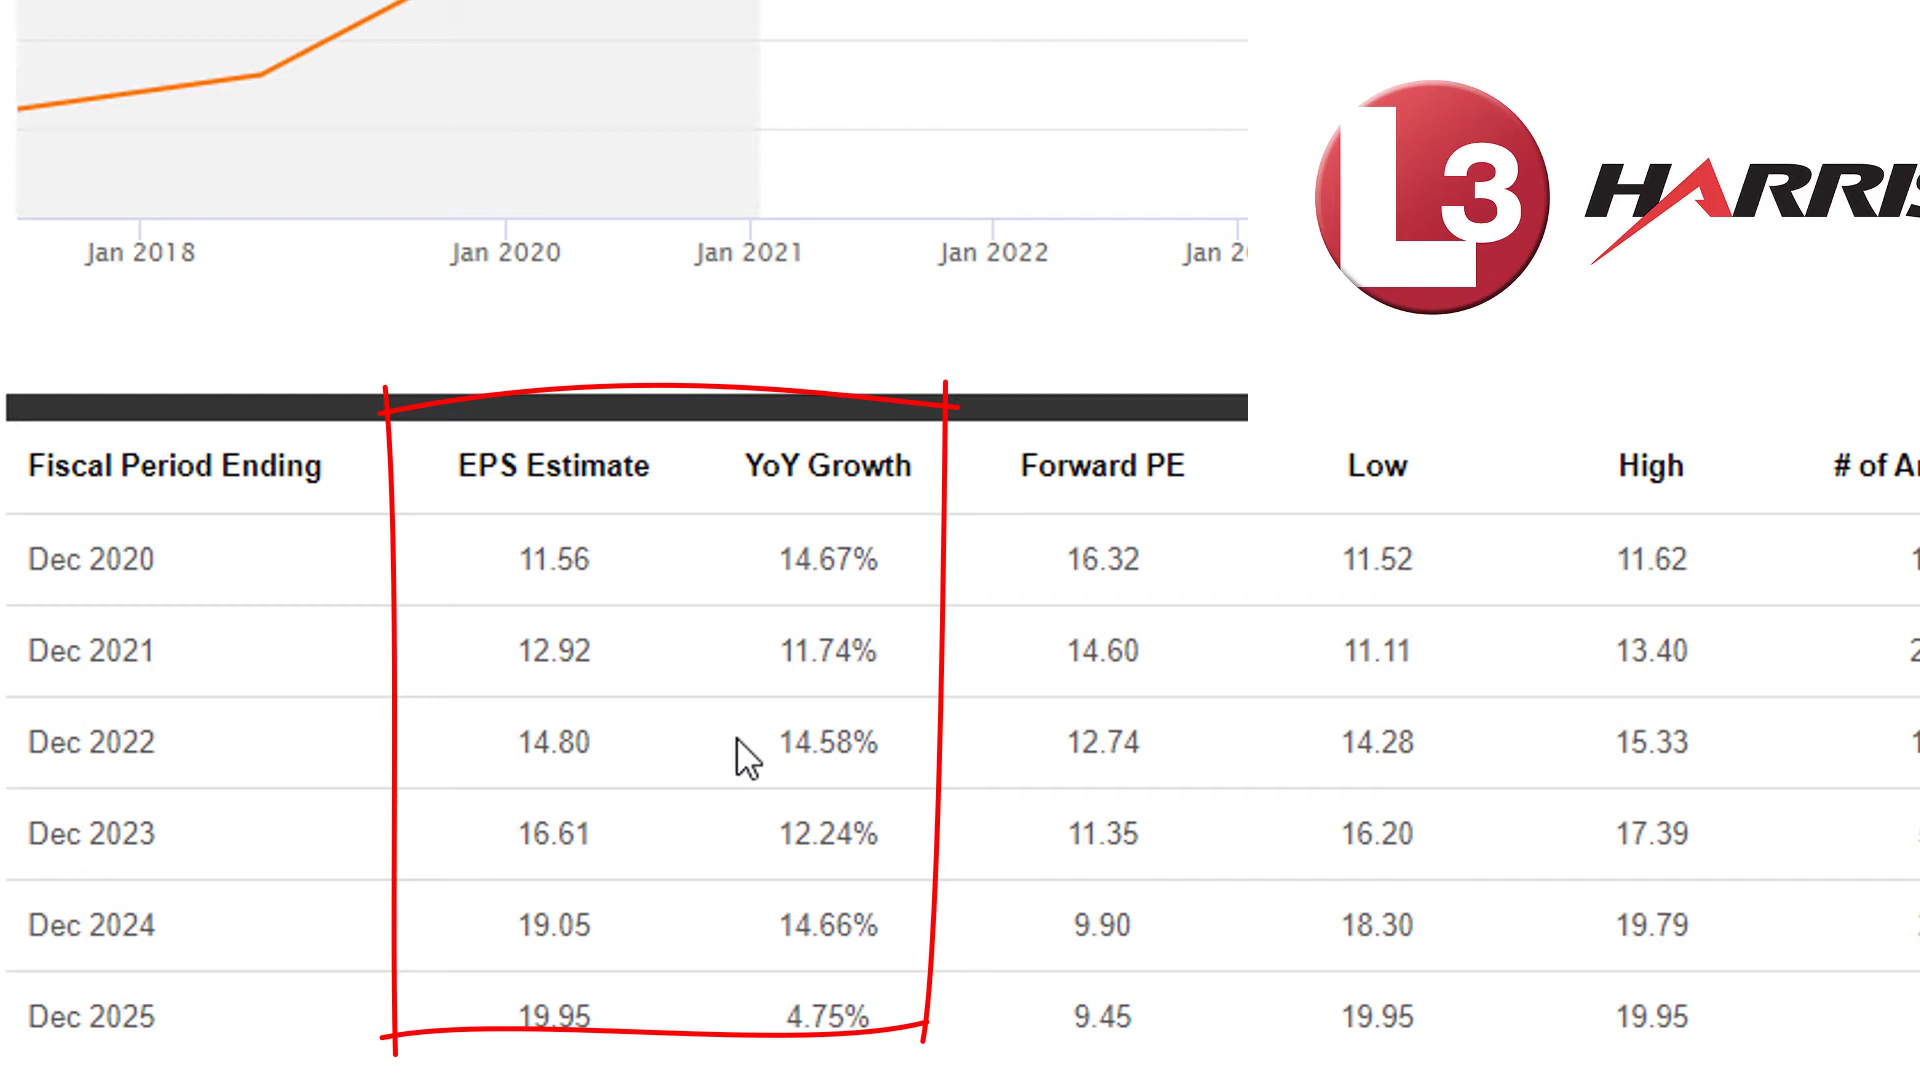 Jan 2018 Jan 2020 Jan 2021 Jan 2022 Jan
L3 HARRIS
Fiscal Period Ending EPS Estimate YoY Growth Forward PE Low High # of
Dec 2020 11.56 14.67% 16.32 11.52 11.62
Dec 2021 12.92 11.74% 14.60 11.11 13.40
Dec 2022 14.80 14.58% 12.74 14.28 15.33
Dec 2023 16.61 12.24% 11.35 16.20 17.39
Dec 2024 19.05 14.66% 9.90 18.30 19.79
Dec 2025 19.95 4.75% 9.45 19.95 19.95